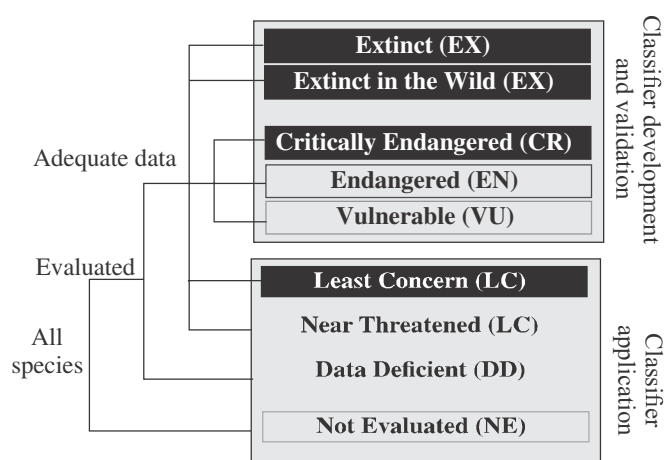 Extinct (EX)
Extinct in the Wild (EX)
Critically Endangered (CR)
Endangered (EN)
Vulnerable (VU)
Least Concern (LC)
Near Threatened (LC)
Data Deficient (DD)
Not Evaluated (NE)
Adequate data
Evaluated
All
species
Classifier development
and validation
Classifier
application